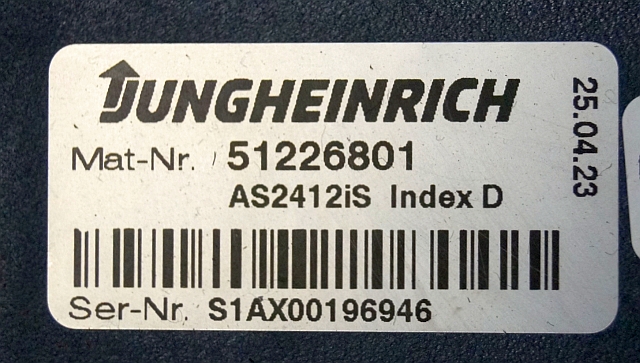 JUNGHEINRICH
Mat-Nr. 51226801
AS2412iS Index D
Ser-Nr. S1AX00196946
25.04.23